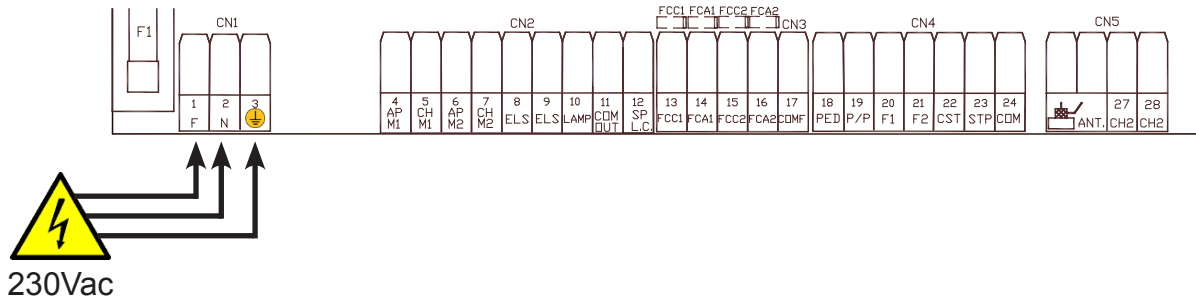 FCC1 FCA1 FCC2 FCA2
CN1 CN2 CN3 CN4 CN5
F1
1 2 3 4 5 6 7 8 9 10 11 12 13 14 15 16 17 18 19 20 21 22 23 24 27 28
F N AP M1 CH M1 AP M2 CH M2 ELS ELS LAMP COM OUT SP L.C. FCC1 FCA1 FCC2 FCA2 COMF PED P/P F1 F2 CST STP COM ANT. CH2 CH2
230Vac